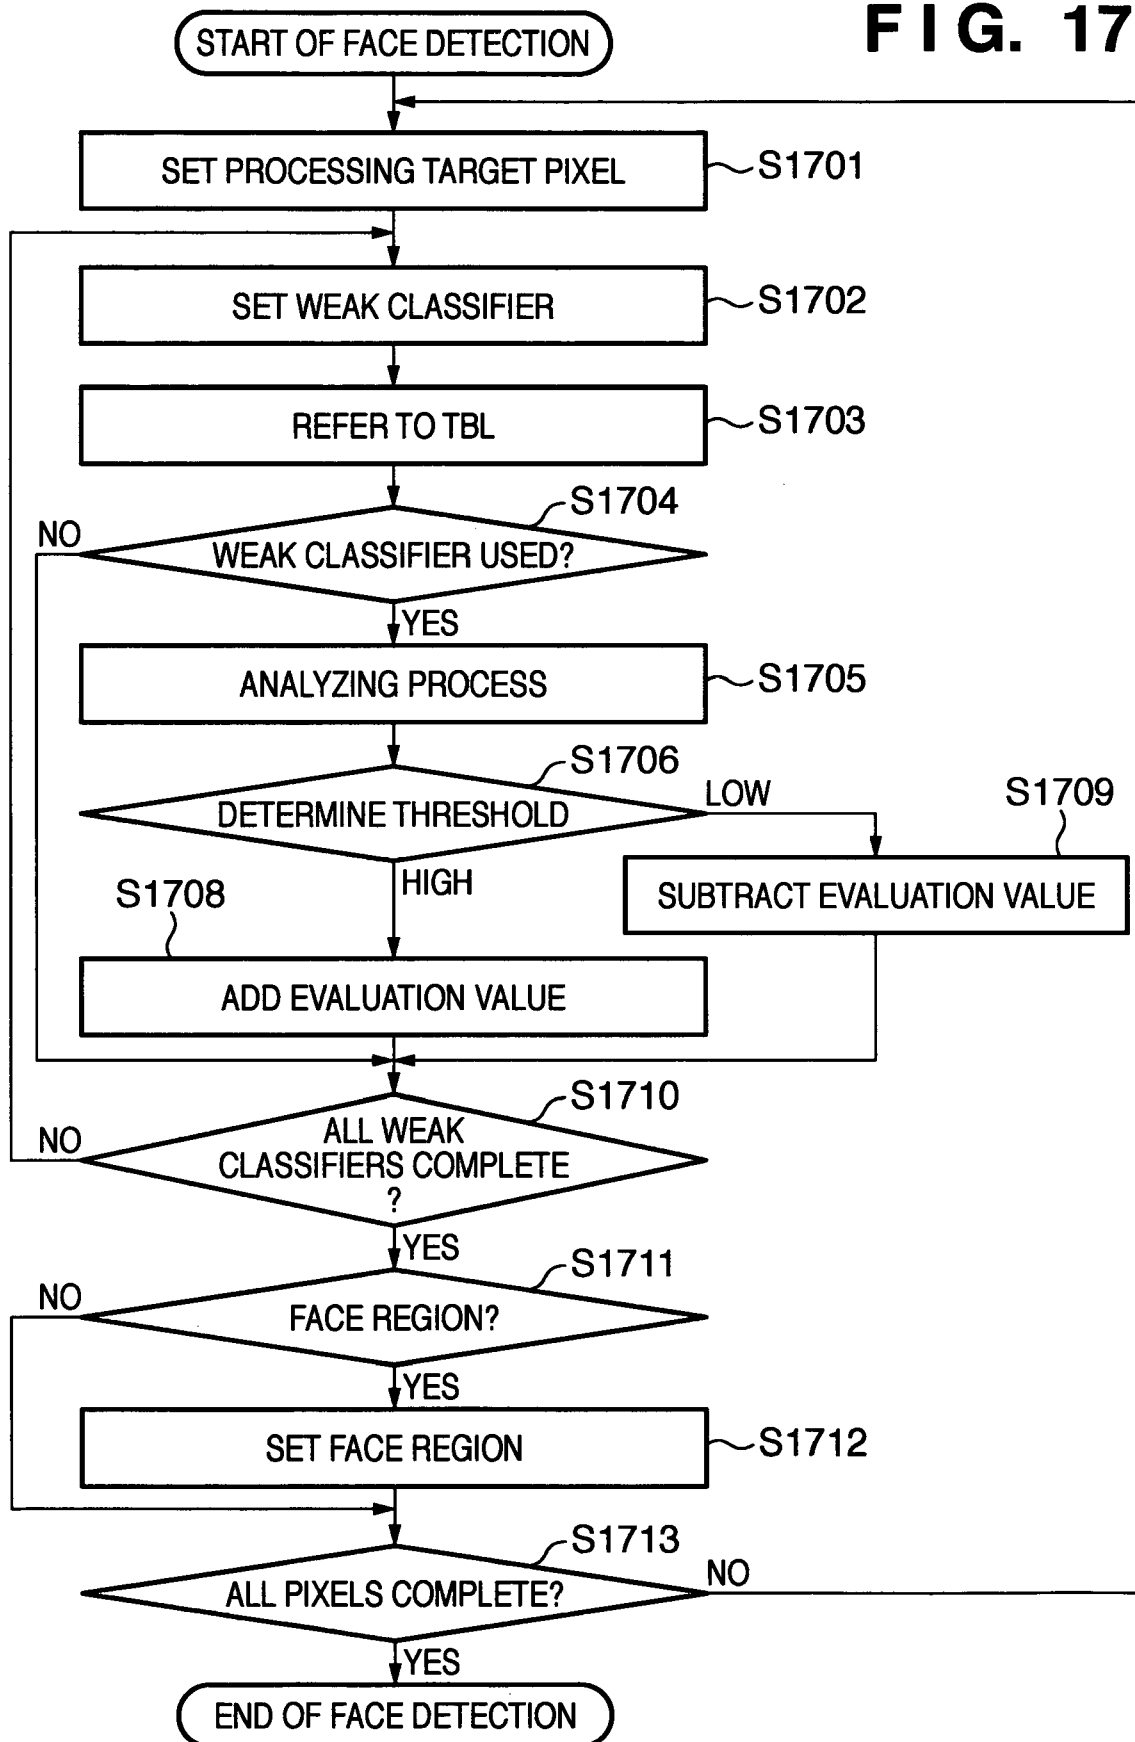 FIG. 17
START OF FACE DETECTION
SET PROCESSING TARGET PIXEL
S1701
SET WEAK CLASSIFIER
S1702
REFER TO TBL
S1703
S1704
NO
WEAK CLASSIFIER USED?
YES
ANALYZING PROCESS
S1705
S1706
DETERMINE THRESHOLD
LOW
S1709
HIGH
SUBTRACT EVALUATION VALUE
S1708
ADD EVALUATION VALUE
S1710
NO
ALL WEAK
CLASSIFIERS COMPLETE
?
YES
S1711
NO
FACE REGION?
YES
SET FACE REGION
S1712
S1713
ALL PIXELS COMPLETE?
NO
YES
END OF FACE DETECTION